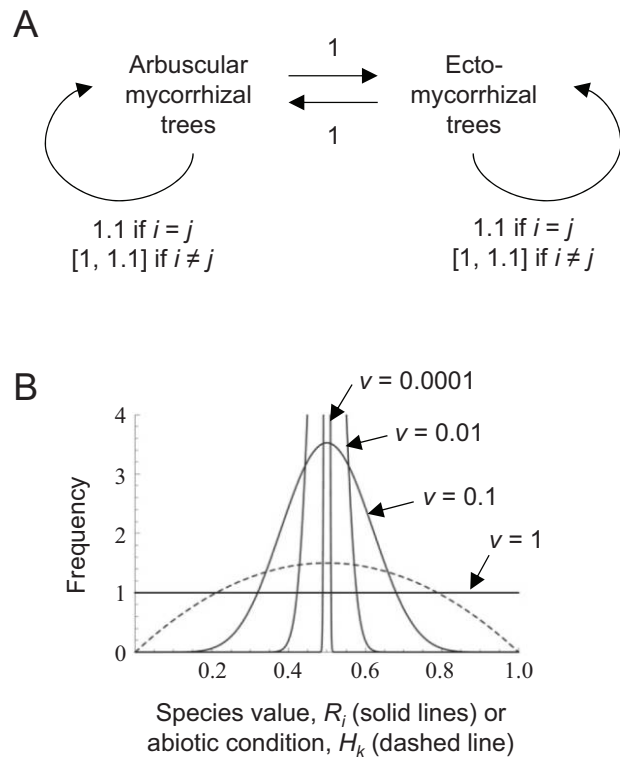 A
Arbuscular
mycorrhizal
trees
1
1
Ecto-
mycorrhizal
trees
1.1 if i = j
[1, 1.1] if i ≠ j
1.1 if i = j
[1, 1.1] if i ≠ j
B
v = 0.0001
v = 0.01
v = 0.1
v = 1
Frequency
4
3
2
1
0
0.2
0.4
0.6
0.8
1.0
Species value, Ri (solid lines) or
abiotic condition, Hk (dashed line)